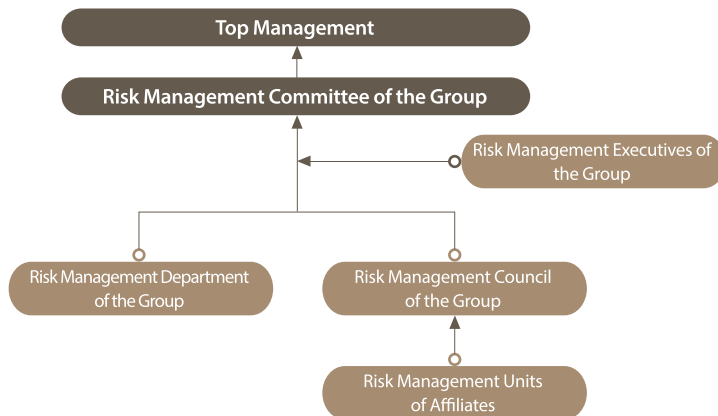 Top Management
Risk Management Committee of the Group
Risk Management Executives of
the Group
Risk Management Department
of the Group
Risk Management Council
of the Group
Risk Management Units
of Affiliates